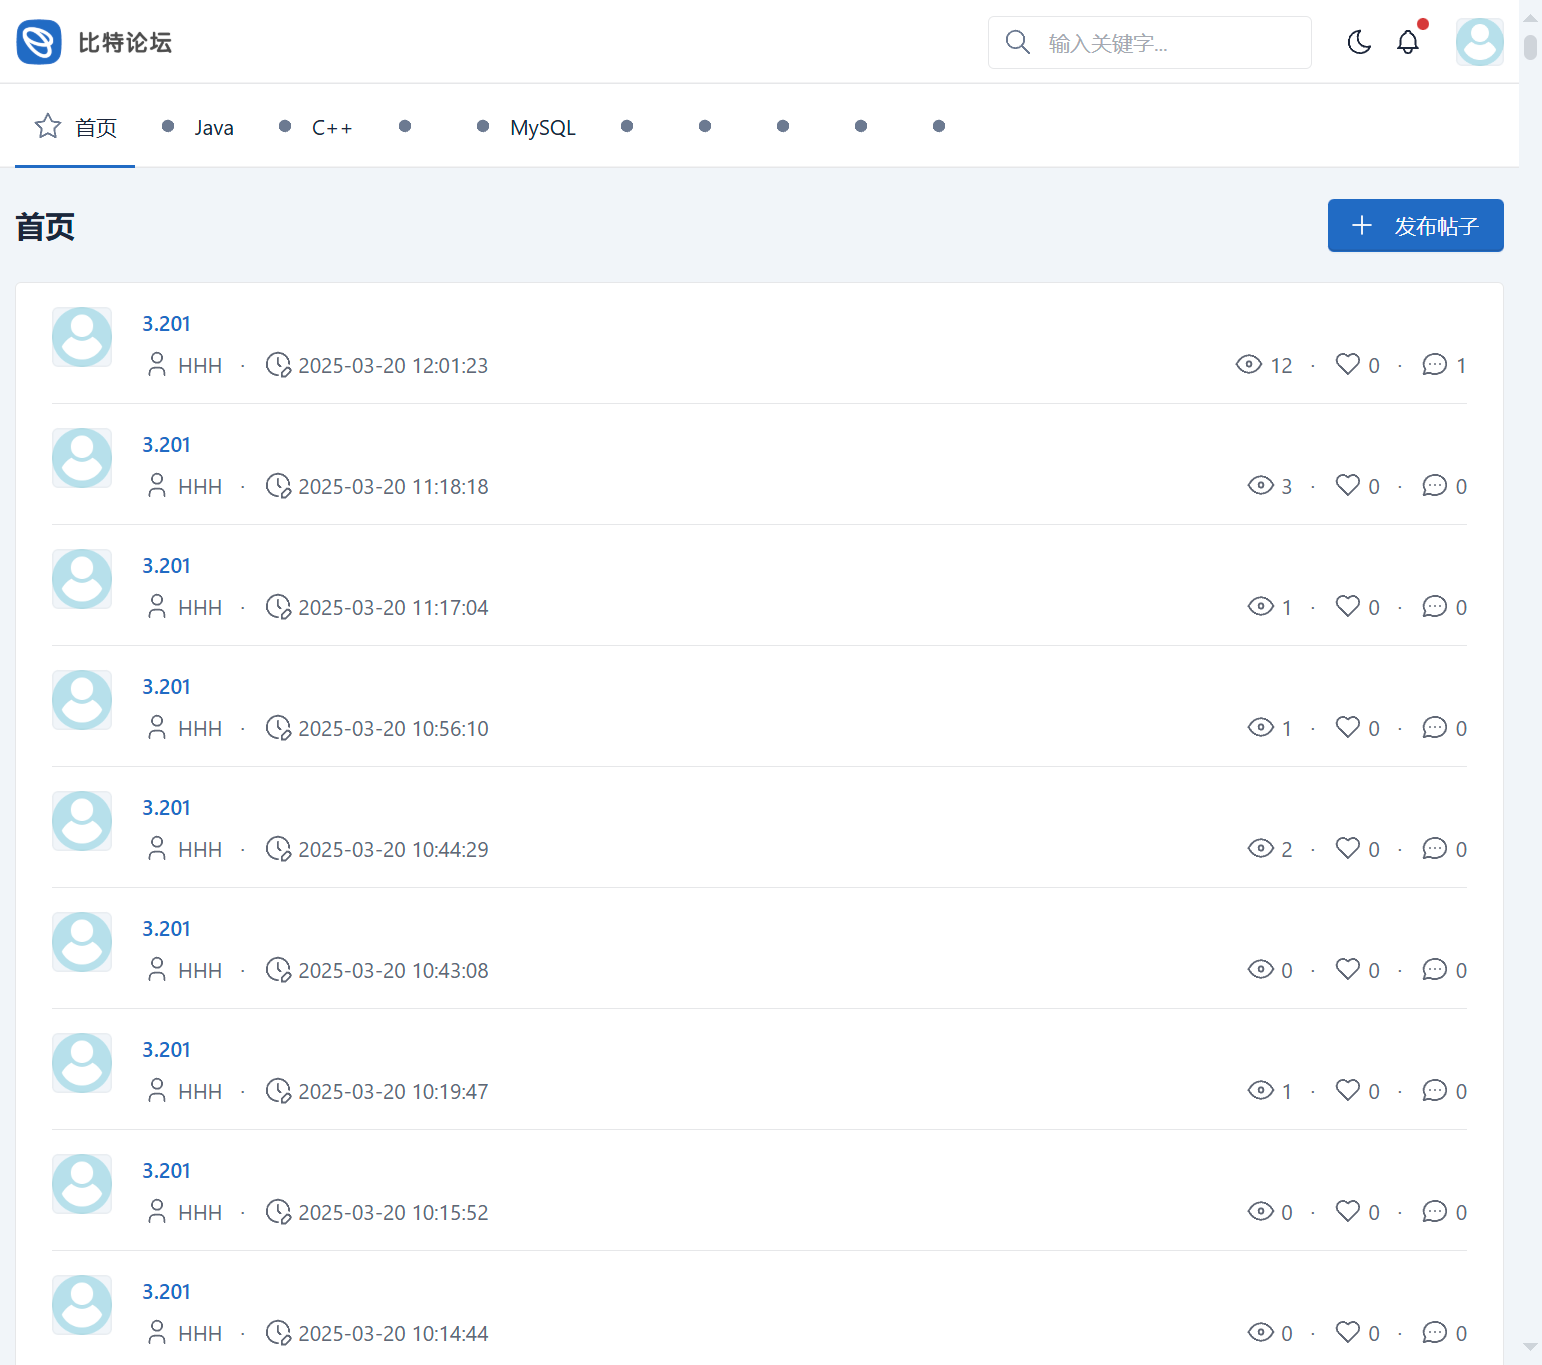 比特论坛
输入关键字...
首页 Java C++ MySQL
首页
发布帖子
3.201
HHH · 2025-03-20 12:01:23 12 · 0 · 1
3.201
HHH · 2025-03-20 11:18:18 3 · 0 · 0
3.201
HHH · 2025-03-20 11:17:04 1 · 0 · 0
3.201
HHH · 2025-03-20 10:56:10 1 · 0 · 0
3.201
HHH · 2025-03-20 10:44:29 2 · 0 · 0
3.201
HHH · 2025-03-20 10:43:08 0 · 0 · 0
3.201
HHH · 2025-03-20 10:19:47 1 · 0 · 0
3.201
HHH · 2025-03-20 10:15:52 0 · 0 · 0
3.201
HHH · 2025-03-20 10:14:44 0 · 0 · 0